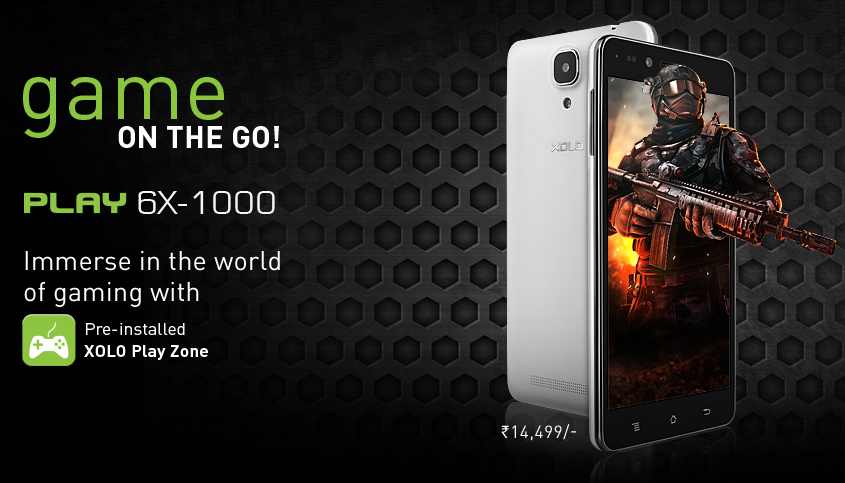 game
ON THE GO!
PLAY 6X-1000
Immerse in the world
of gaming with
Pre-installed
XOLO Play Zone
XOLO
₹14,499/-